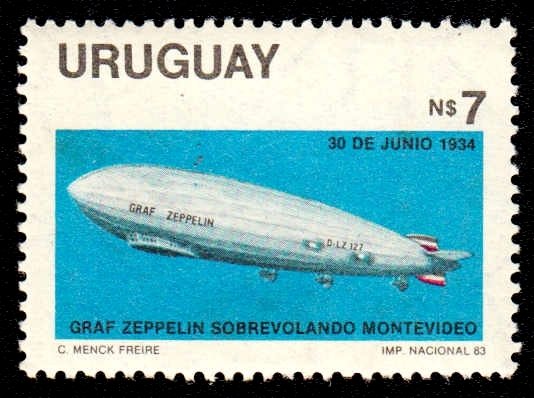 URUGUAY
N$ 7
30 DE JUNIO 1934
GRAF ZEPPELIN
D-LZ 127
GRAF ZEPPELIN SOBREVOLANDO MONTEVIDEO
C. MENCK FREIRE IMP. NACIONAL 83